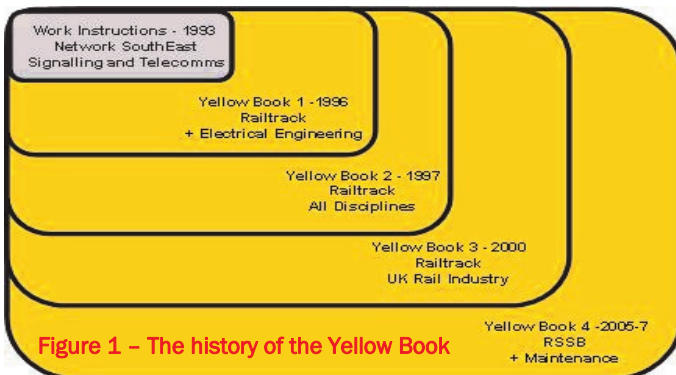 Work Instructions - 1993
Network SouthEast
Signalling and Telecomms
Yellow Book 1 -1996
Railtrack
+ Electrical Engineering
Yellow Book 2 - 1997
Railtrack
All Disciplines
Yellow Book 3 - 2000
Railtrack
UK Rail Industry
Yellow Book 4 -2005-7
RSSB
+ Maintenance
Figure 1 – The history of the Yellow Book